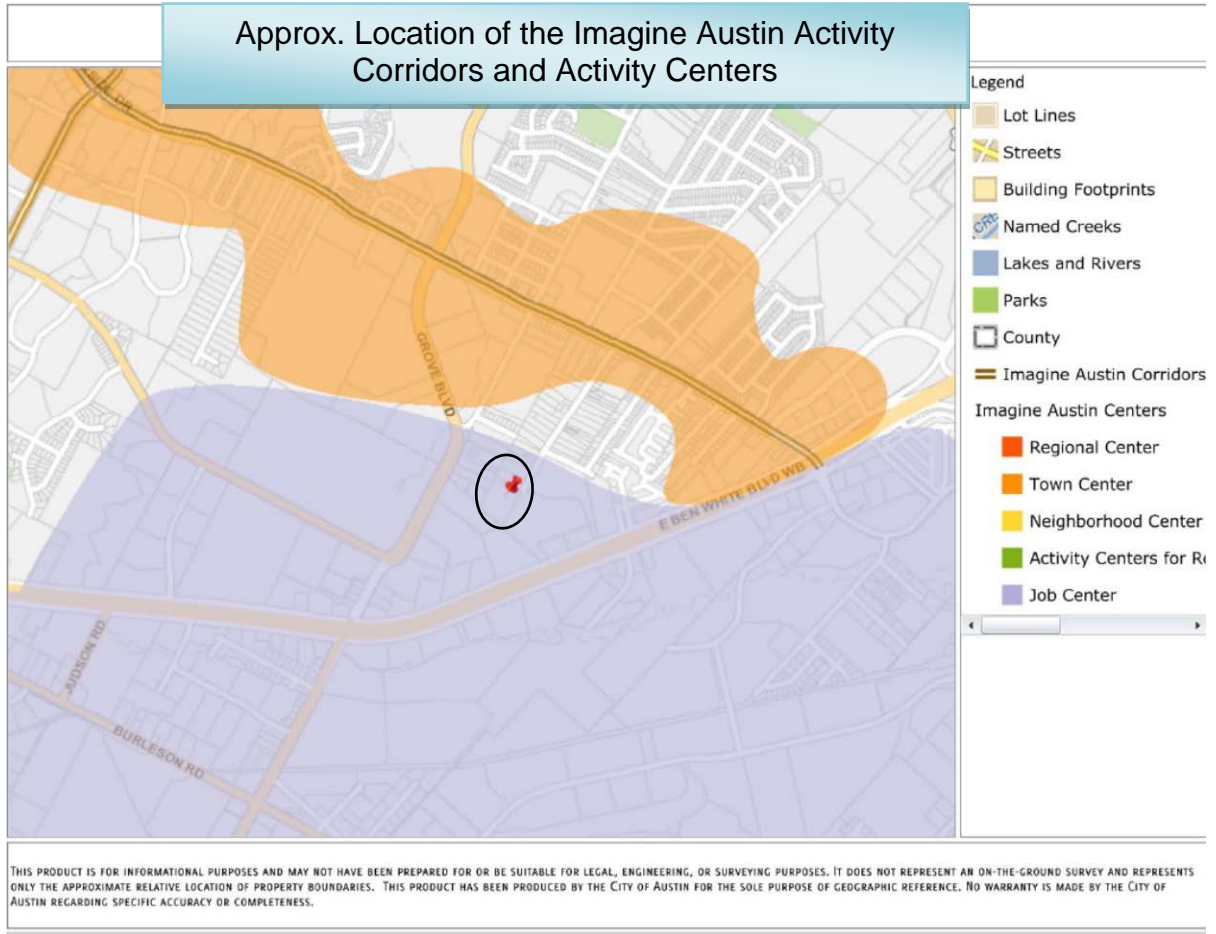 Approx. Location of the Imagine Austin Activity
Corridors and Activity Centers
DR
GROVE BLVD
E BEN WHITE BLVD WB
JUDSON RD
BURLESON RD
Legend
Lot Lines
Streets
Building Footprints
Named Creeks
Lakes and Rivers
Parks
County
Imagine Austin Corridors
Imagine Austin Centers
Regional Center
Town Center
Neighborhood Center
Activity Centers for Re
Job Center
THIS PRODUCT IS FOR INFORMATIONAL PURPOSES AND MAY NOT HAVE BEEN PREPARED FOR OR BE SUITABLE FOR LEGAL, ENGINEERING, OR SURVEYING PURPOSES. IT DOES NOT REPRESENT AN ON-THE-GROUND SURVEY AND REPRESENTS
ONLY THE APPROXIMATE RELATIVE LOCATION OF PROPERTY BOUNDARIES. THIS PRODUCT HAS BEEN PRODUCED BY THE CITY OF AUSTIN FOR THE SOLE PURPOSE OF GEOGRAPHIC REFERENCE. NO WARRANTY IS MADE BY THE CITY OF
AUSTIN REGARDING SPECIFIC ACCURACY OR COMPLETENESS.